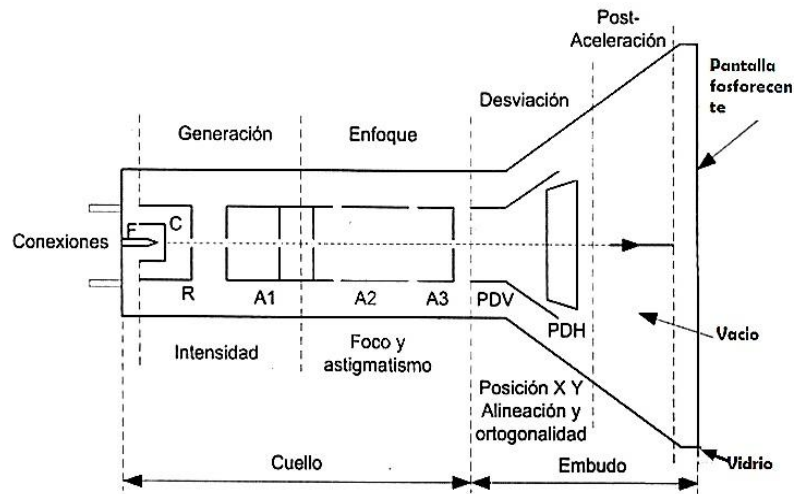 Post-
Aceleración
Pantalla
fosforecen
te
Desviación
Generación
Enfoque
Conexiones
F
C
R
A1
A2
A3
PDV
PDH
Vacio
Intensidad
Foco y
astigmatismo
Posición X Y
Alineación y
ortogonalidad
Vidrio
Cuello
Embudo